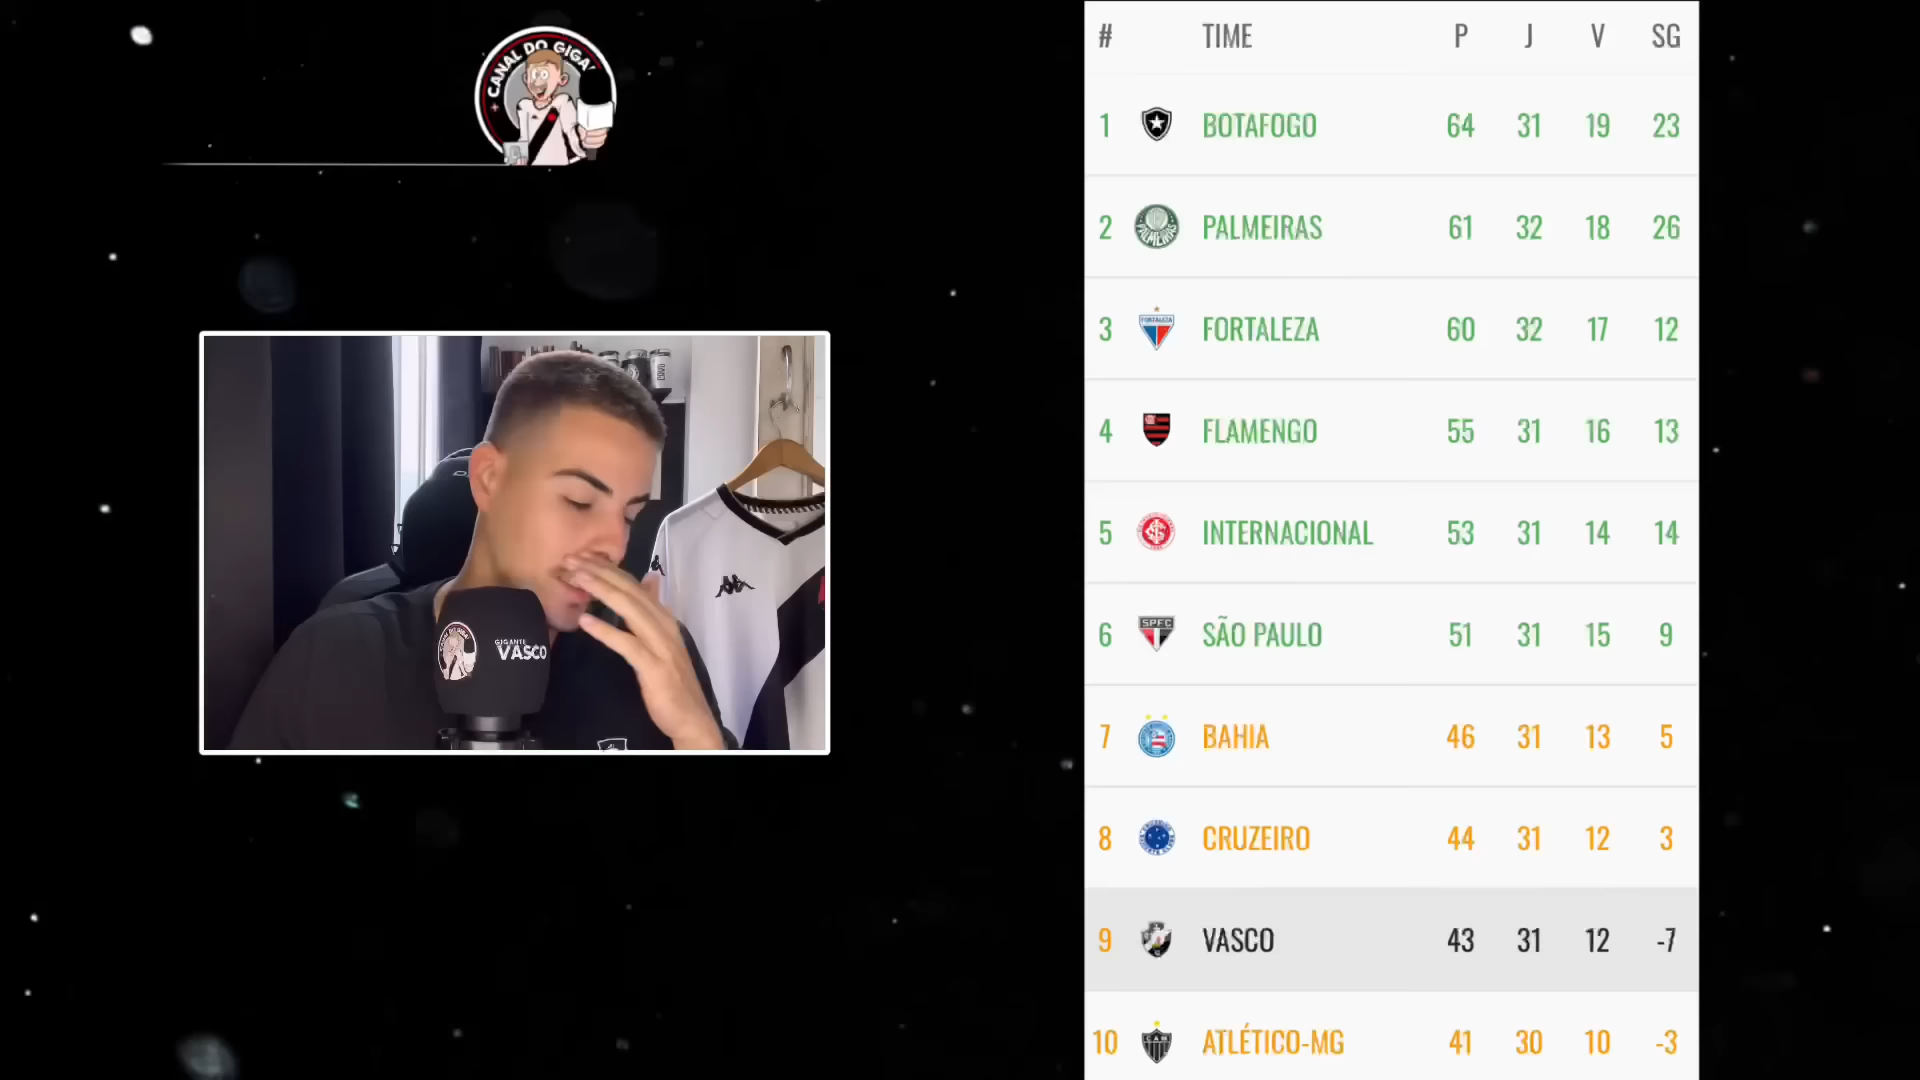 CANAL DO GIGA
GIGANTE
VASCO
# TIME P J V SG
1 BOTAFOGO 64 31 19 23
2 PALMEIRAS 61 32 18 26
3 FORTALEZA 60 32 17 12
4 FLAMENGO 55 31 16 13
5 INTERNACIONAL 53 31 14 14
6 SPFC SÃO PAULO 51 31 15 9
7 BAHIA 46 31 13 5
8 CRUZEIRO 44 31 12 3
9 VASCO 43 31 12 -7
10 CAM ATLÉTICO-MG 41 30 10 -3